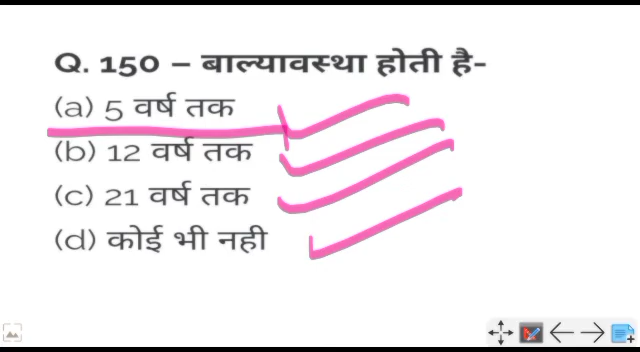 Q. 150 – बाल्यावस्था होती है-
(a) 5 वर्ष तक
(b) 12 वर्ष तक
(c) 21 वर्ष तक
(d) कोई भी नही